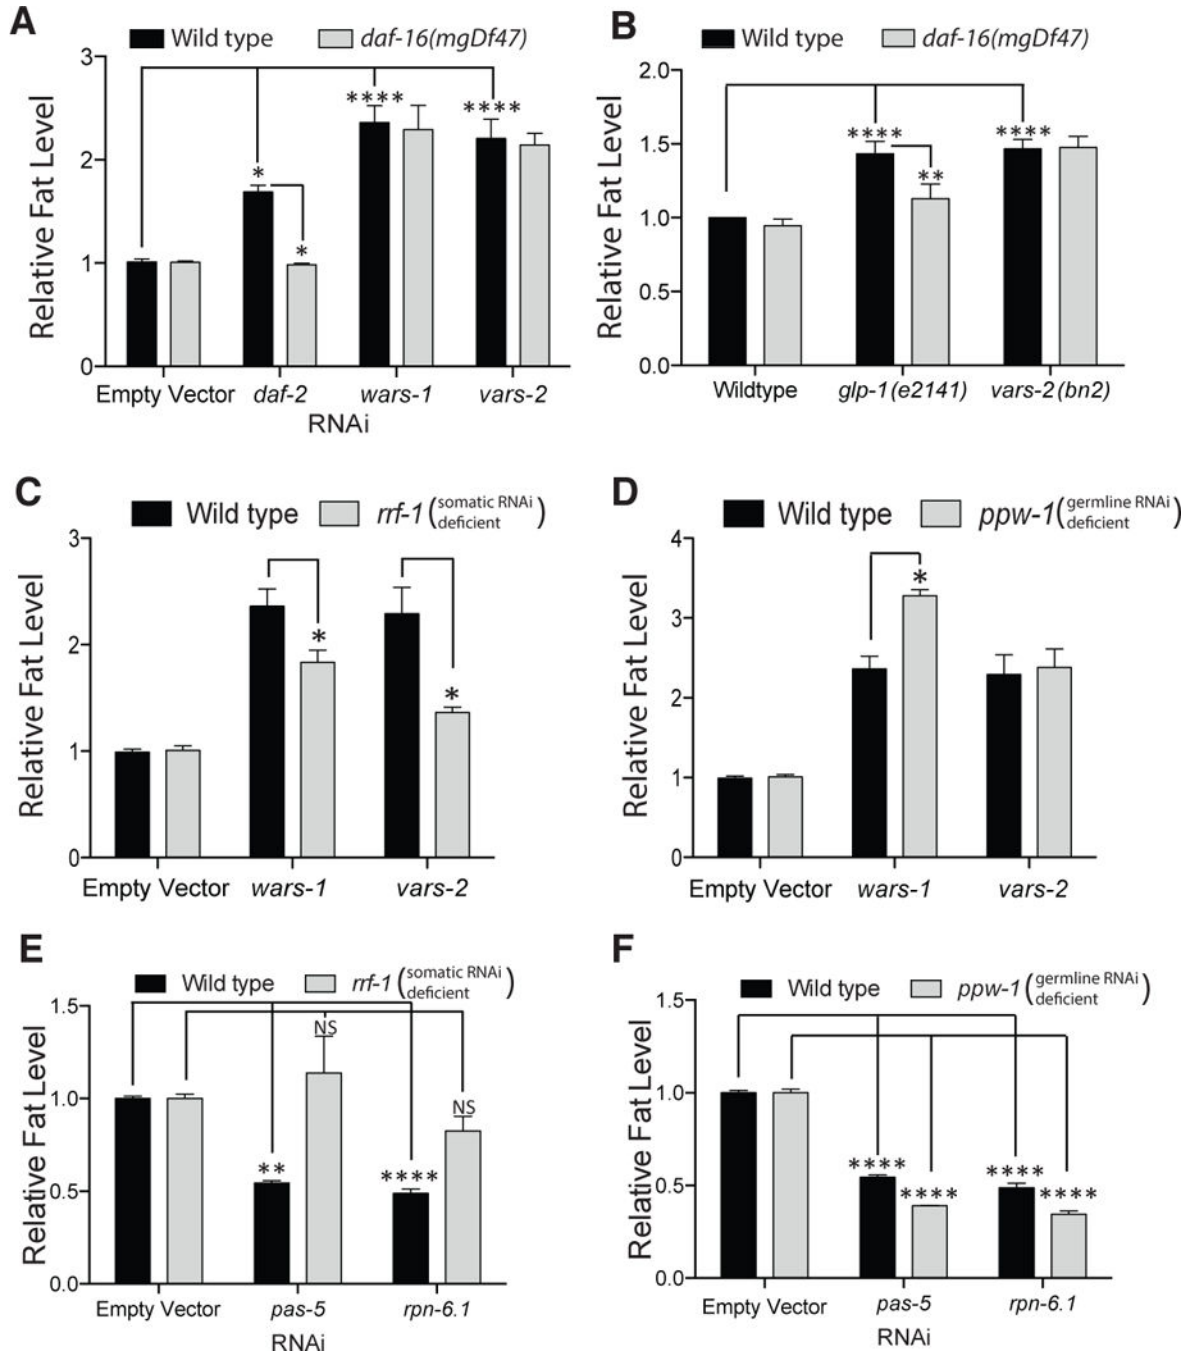 A
Wild type daf-16(mgDf47)
Relative Fat Level
3
2
1
0
* * **** ****
Empty Vector daf-2 wars-1 vars-2
RNAi
B
Wild type daf-16(mgDf47)
Relative Fat Level
2.0
1.5
1.0
0.5
0.0
**** ** ****
Wildtype glp-1(e2141) vars-2(bn2)
C
Wild type rrf-1 (somatic RNAi deficient)
Relative Fat Level
3
2
1
0
* *
Empty Vector wars-1 vars-2
D
Wild type ppw-1 (germline RNAi deficient)
Relative Fat Level
4
3
2
1
0
*
Empty Vector wars-1 vars-2
E
Wild type rrf-1 (somatic RNAi deficient)
Relative Fat Level
1.5
1.0
0.5
0.0
** NS **** NS
Empty Vector pas-5 rpn-6.1
RNAi
F
Wild type ppw-1 (germline RNAi deficient)
Relative Fat Level
1.5
1.0
0.5
0.0
**** **** **** ****
Empty Vector pas-5 rpn-6.1
RNAi